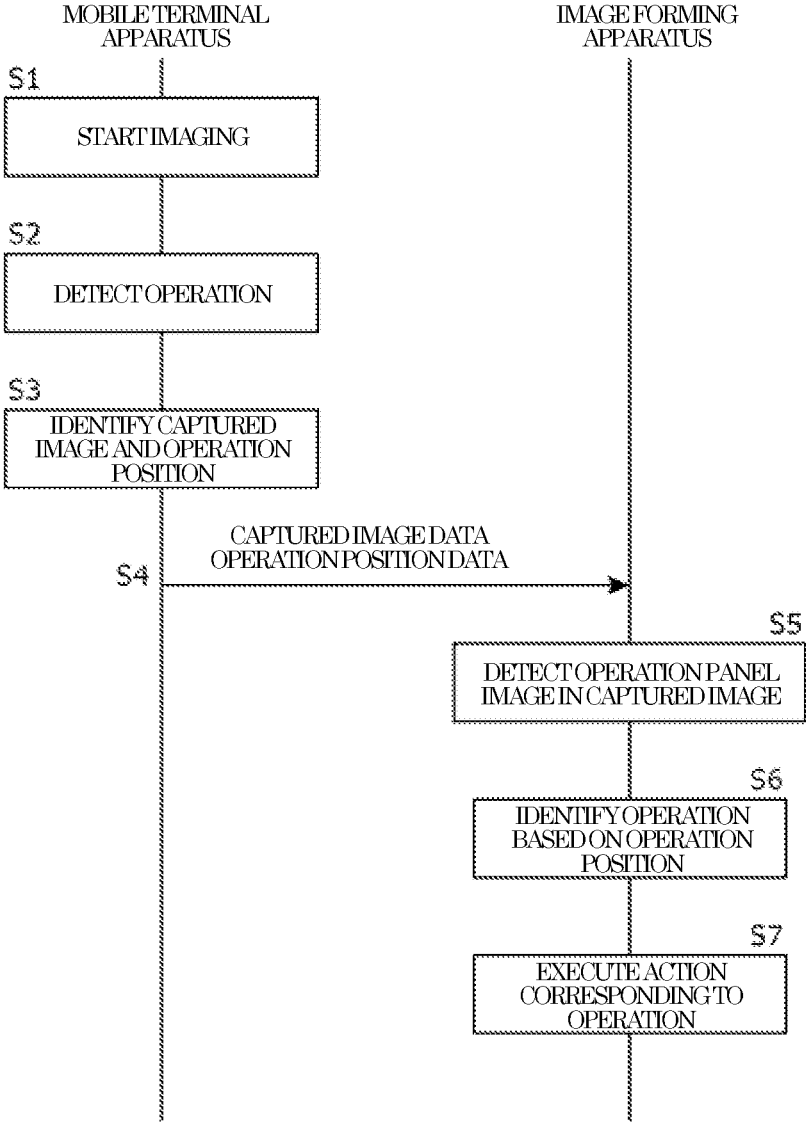 MOBILE TERMINAL
APPARATUS
IMAGE FORMING
APPARATUS
S1
START IMAGING
S2
DETECT OPERATION
S3
IDENTIFY CAPTURED
IMAGE AND OPERATION
POSITION
CAPTURED IMAGE DATA
OPERATION POSITION DATA
S4
S5
DETECT OPERATION PANEL
IMAGE IN CAPTURED IMAGE
S6
IDENTIFY OPERATION
BASED ON OPERATION
POSITION
S7
EXECUTE ACTION
CORRESPONDING TO
OPERATION